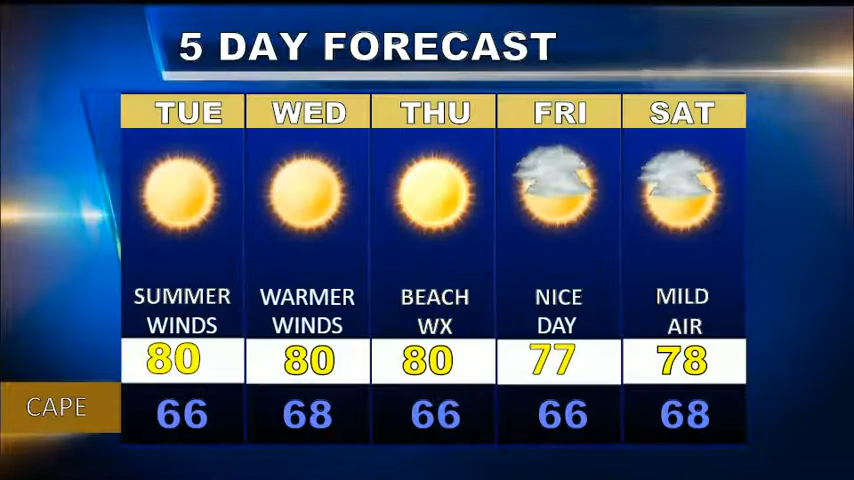 5 DAY FORECAST
TUE WED THU FRI SAT
SUMMER WARMER BEACH NICE MILD
WINDS WINDS WX DAY AIR
80 80 80 77 78
CAPE 66 68 66 66 68